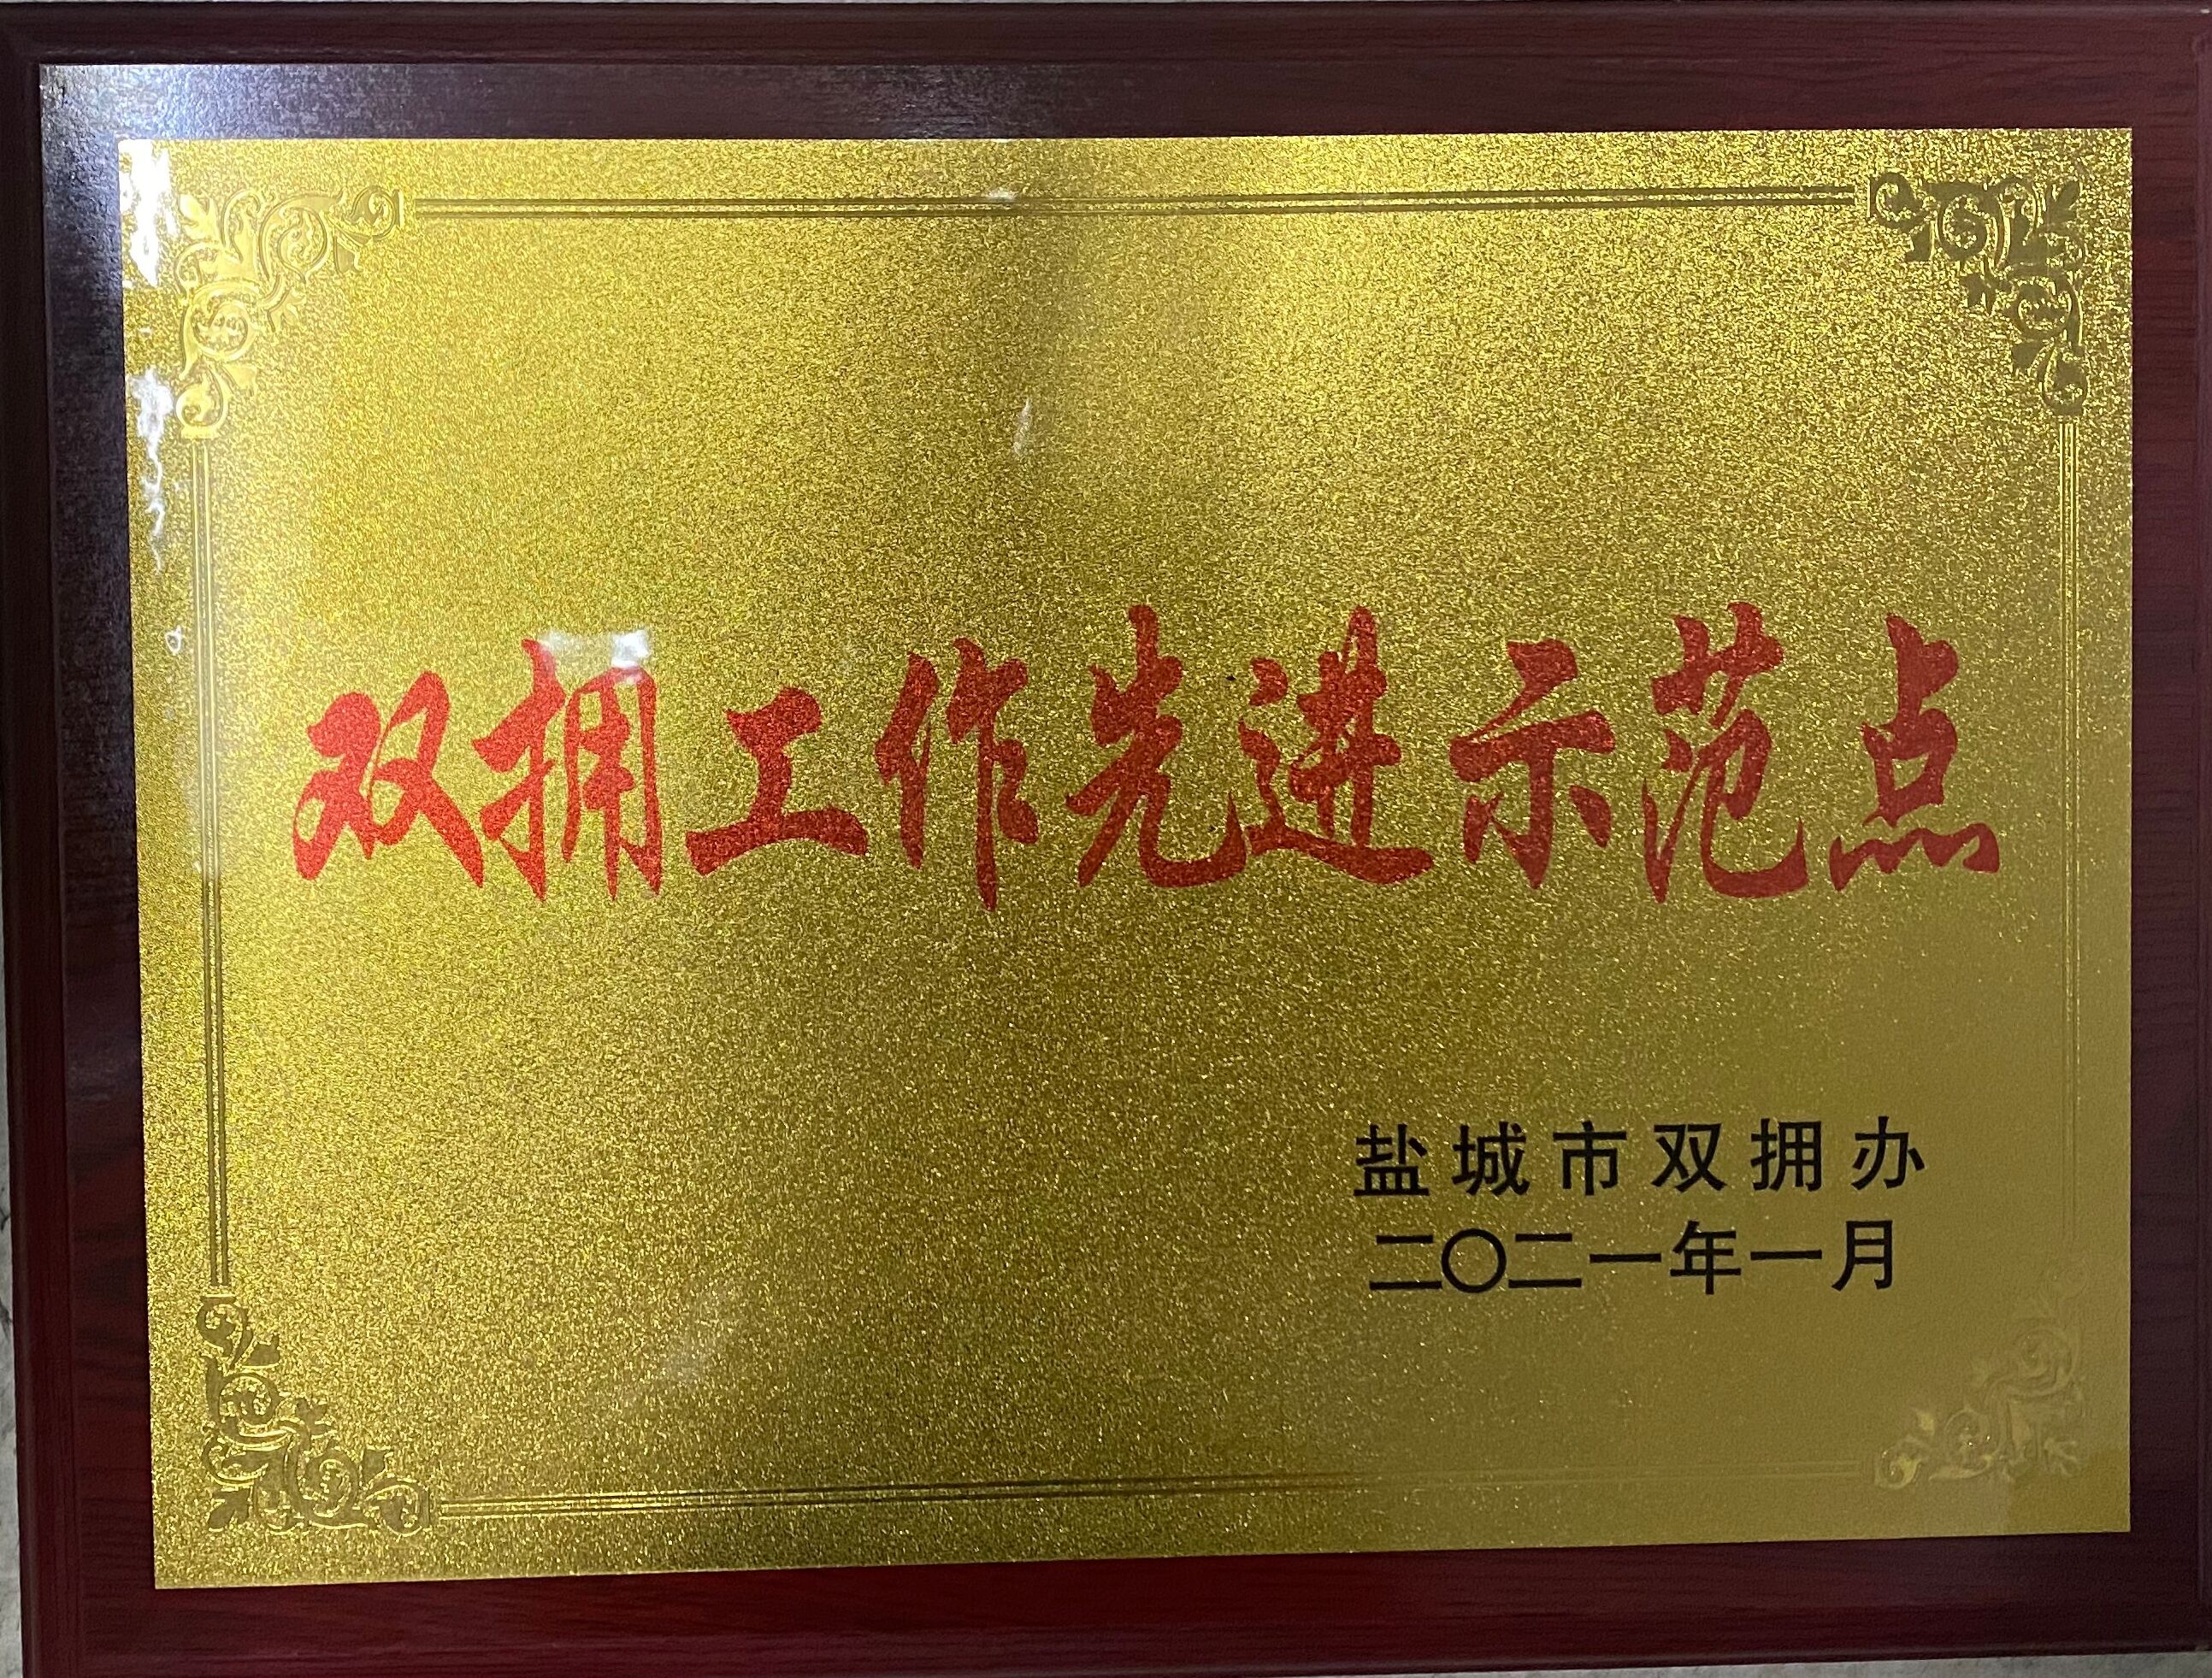 双拥工作先进示范点
盐城市双拥办
二〇二一年一月